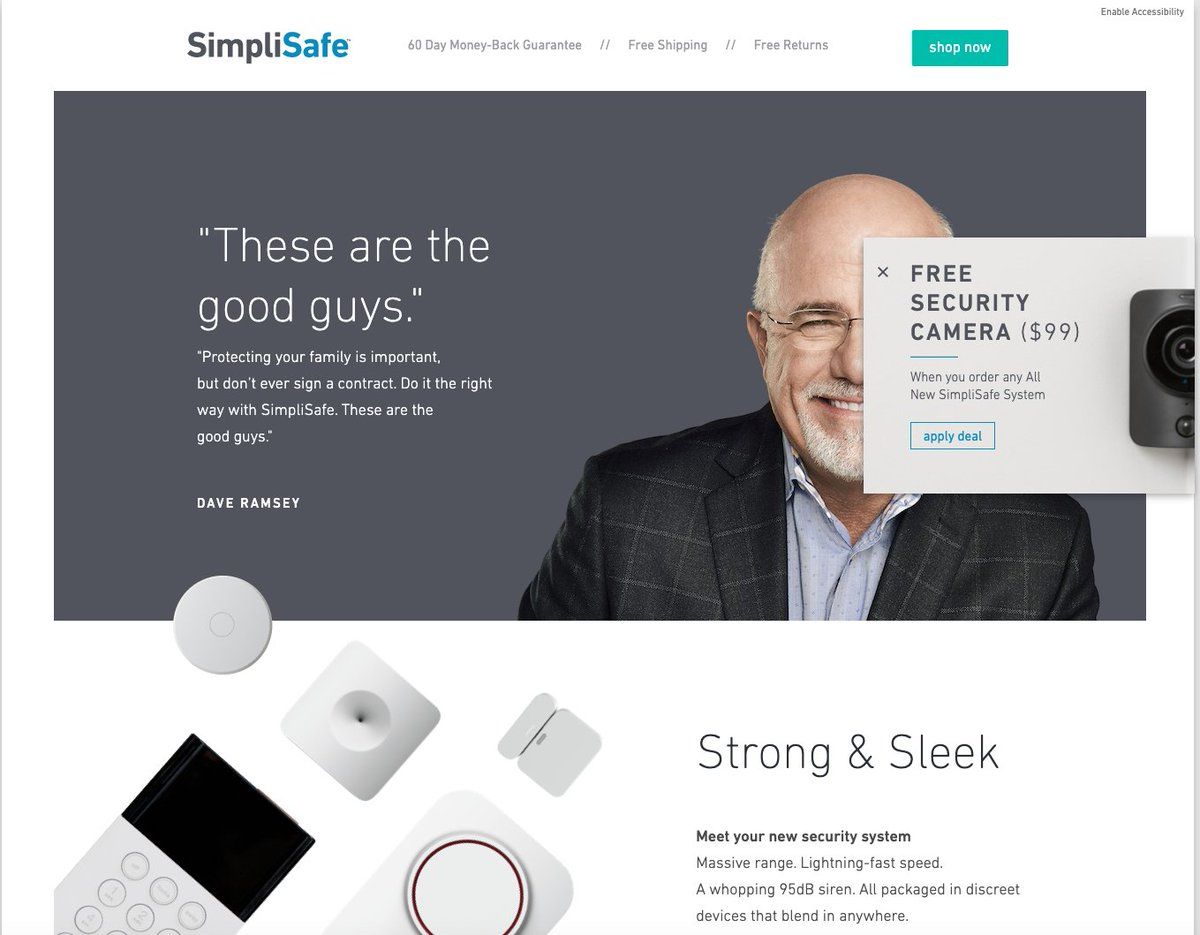 Enable Accessibility
SimpliSafe
60 Day Money-Back Guarantee // Free Shipping // Free Returns
shop now
"These are the
good guys."
"Protecting your family is important,
but don't ever sign a contract. Do it the right
way with SimpliSafe. These are the
good guys."
DAVE RAMSEY
× FREE
SECURITY
CAMERA ($99)
When you order any All
New SimpliSafe System
apply deal
Strong & Sleek
Meet your new security system
Massive range. Lightning-fast speed.
A whopping 95dB siren. All packaged in discreet
devices that blend in anywhere.